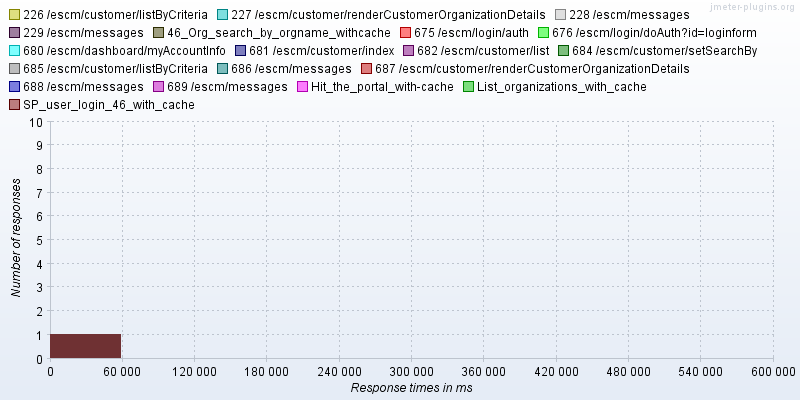 jmeter-plugins.org
226 /escm/customer/listByCriteria 227 /escm/customer/renderCustomerOrganizationDetails 228 /escm/messages
229 /escm/messages 46_Org_search_by_orgname_withcache 675 /escm/login/auth 676 /escm/login/doAuth?id=loginform
680 /escm/dashboard/myAccountInfo 681 /escm/customer/index 682 /escm/customer/list 684 /escm/customer/setSearchBy
685 /escm/customer/listByCriteria 686 /escm/messages 687 /escm/customer/renderCustomerOrganizationDetails
688 /escm/messages 689 /escm/messages Hit_the_portal_with-cache List_organizations_with_cache
SP_user_login_46_with_cache
Number of responses
10
9
8
7
6
5
4
3
2
1
0
0 60 000 120 000 180 000 240 000 300 000 360 000 420 000 480 000 540 000 600 000
Response times in ms